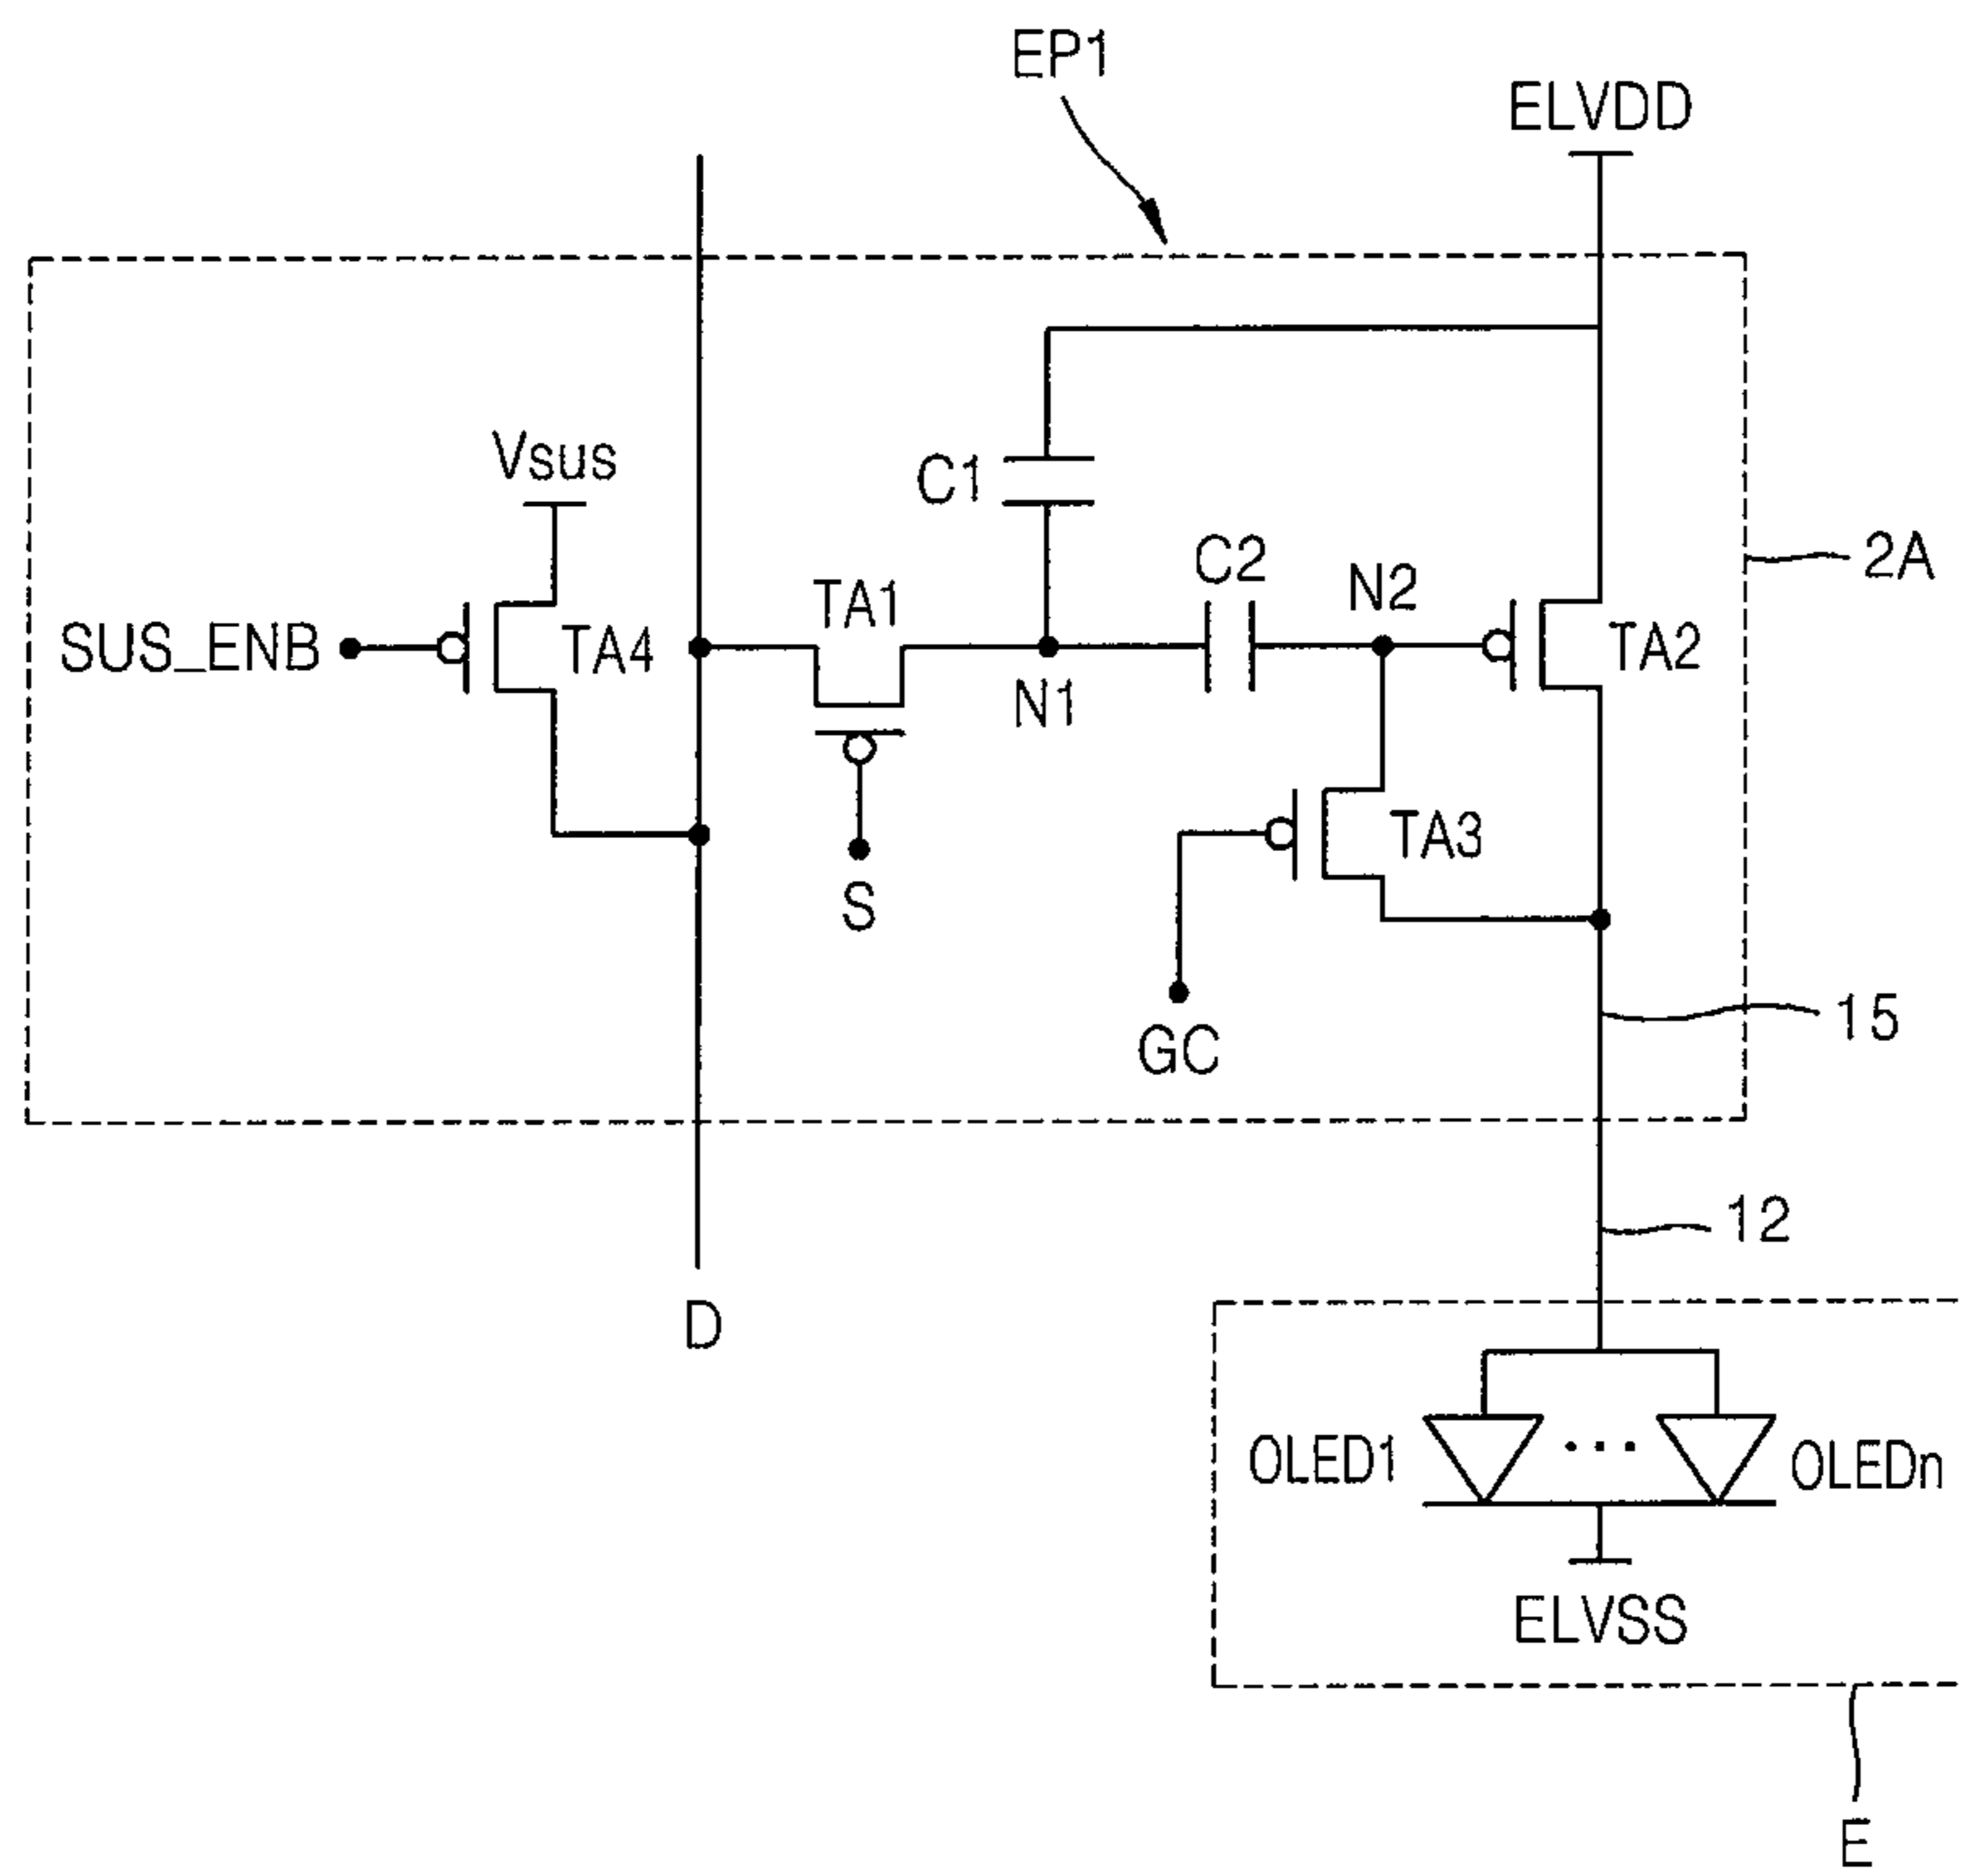 EP1
ELVDD
Vsus
C1
C2
N2
2A
TA1
SUS_ENB
TA4
TA2
N1
TA3
S
15
GC
12
D
OLED1
OLEDn
ELVSS
E